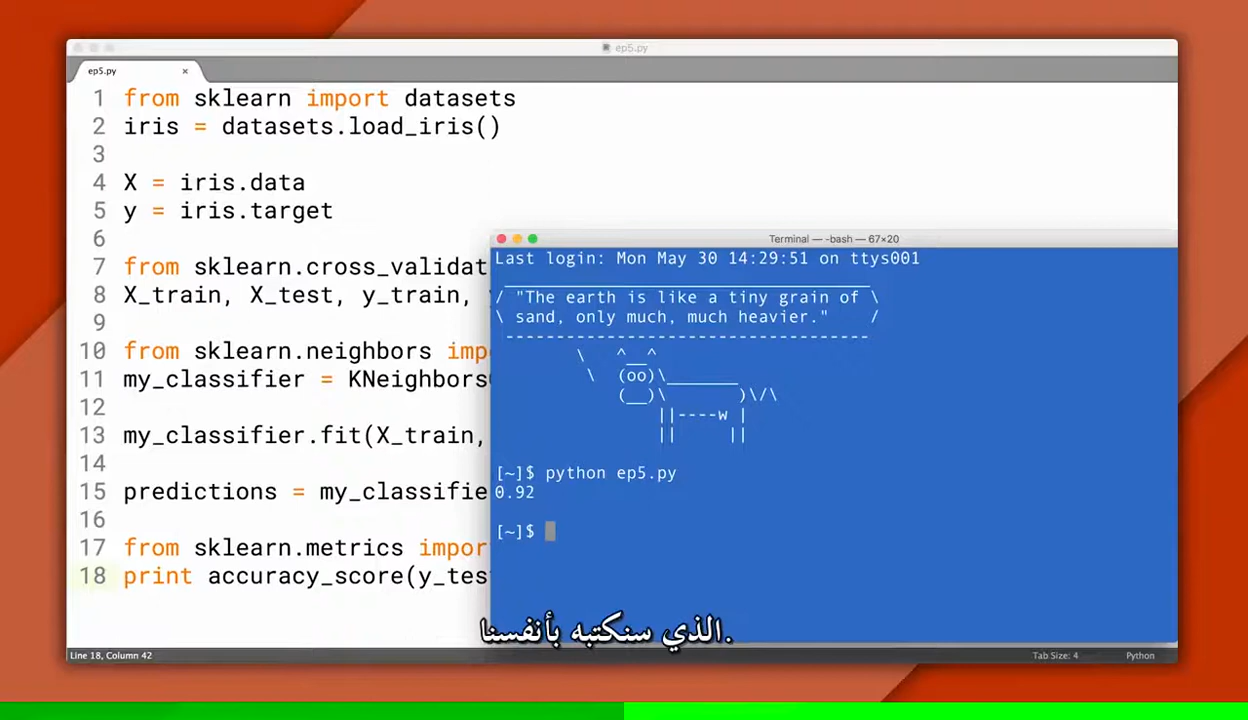 ep5.py
ep5.py ×
1 from sklearn import datasets
2 iris = datasets.load_iris()
3
4 X = iris.data
5 y = iris.target
6
7 from sklearn.cross_validat
8 X_train, X_test, y_train,
9
10 from sklearn.neighbors imp
11 my_classifier = KNeighbors
12
13 my_classifier.fit(X_train,
14
15 predictions = my_classifie
16
17 from sklearn.metrics impor
18 print accuracy_score(y_tes
Terminal — -bash — 67×20
Last login: Mon May 30 14:29:51 on ttys001
 _____________________________________
/ "The earth is like a tiny grain of \
\ sand, only much, much heavier."     /
 -------------------------------------
        \   ^__^
         \  (oo)\_______
            (__)\       )\/\
                ||----w |
                ||     ||
[~]$ python ep5.py
0.92
[~]$
الذي سنكتبه بأنفسنا.
Line 18, Column 42
Tab Size: 4
Python